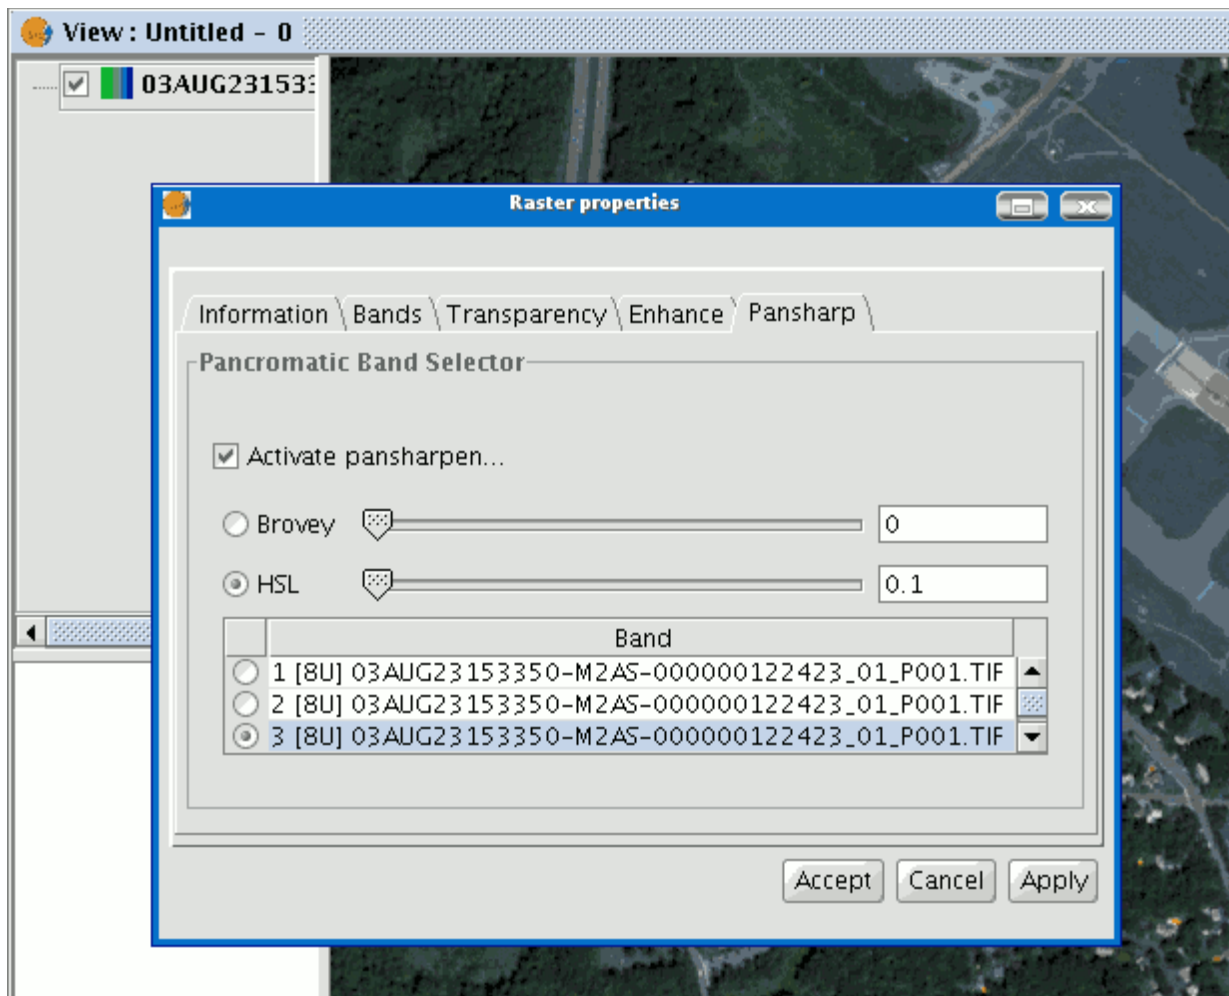 View : Untitled - 0
03AUG231533
Raster properties
Information Bands Transparency Enhance Pansharp
Pancromatic Band Selector
Activate pansharpen...
Brovey 0
HSL 0.1
Band
1 [8U] 03AUG23153350-M2AS-000000122423_01_P001.TIF
2 [8U] 03AUG23153350-M2AS-000000122423_01_P001.TIF
3 [8U] 03AUG23153350-M2AS-000000122423_01_P001.TIF
Accept Cancel Apply